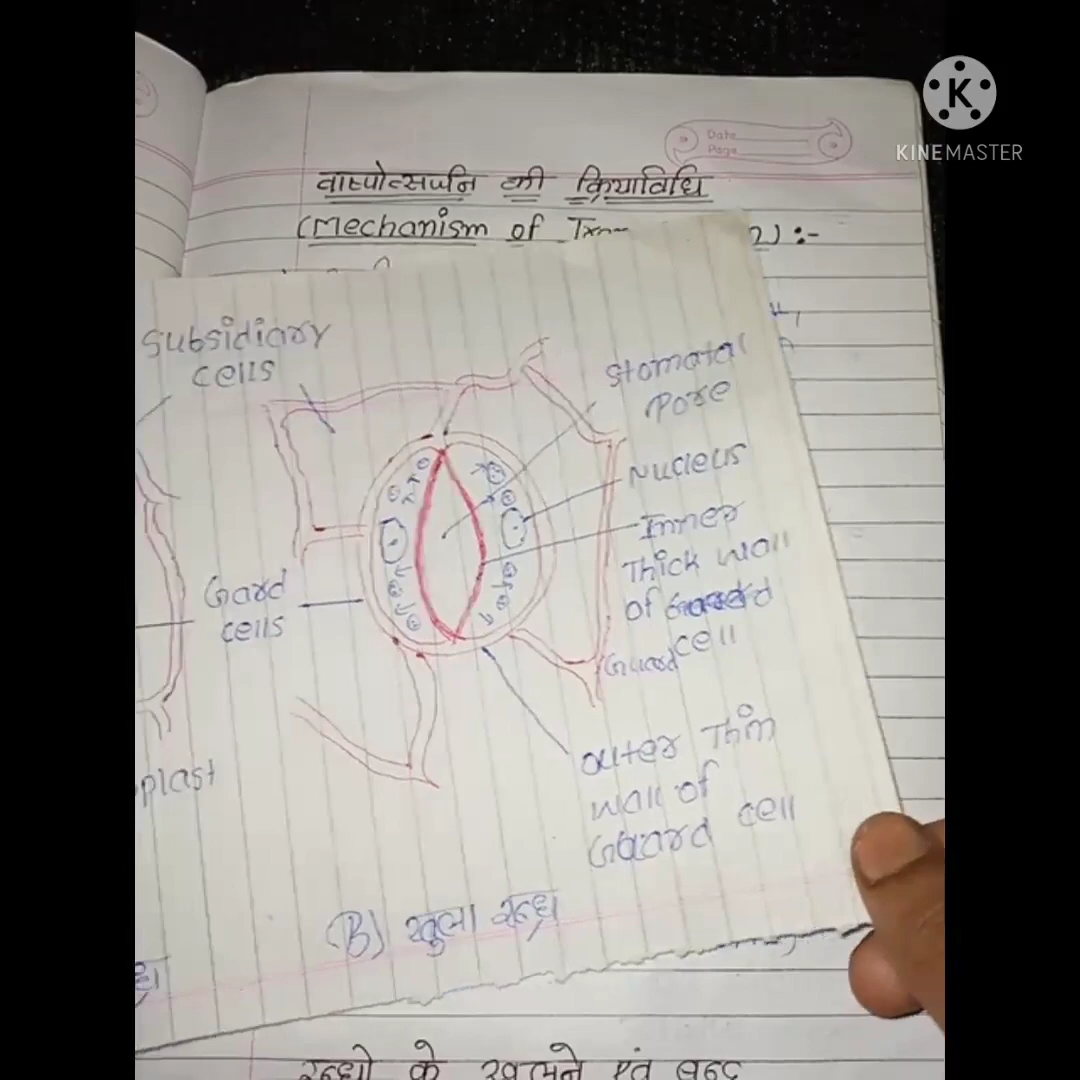 KINEMASTER
Date
Page
वाष्पोत्सर्जन की क्रियाविधि
(Mechanism of
:-
Subsidiary
cells
Stomatal
Pore
Nucleus
Inner
Thick Wall
of
Guard cell
Gard
cells
Outer Thin
Wall of
Guard cell
plast
(B) खुला रन्ध्र
रन्ध्रो के खुलने एवं बन्द